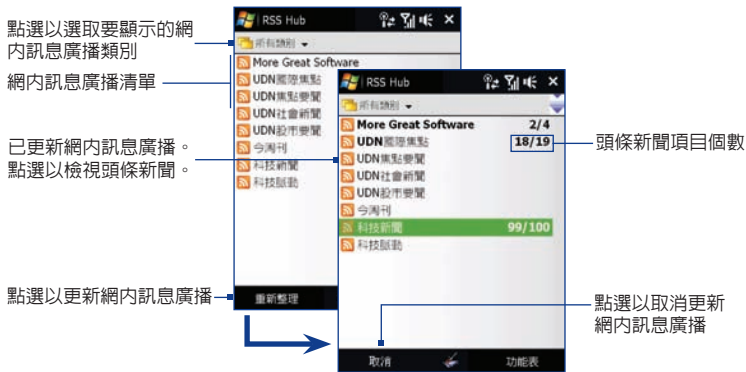 點選以選取要顯示的網
內訊息廣播類別
網內訊息廣播清單
已更新網內訊息廣播。
點選以檢視頭條新聞。
點選以更新網內訊息廣播
RSS Hub
所有類別
More Great Software
UDN國際焦點
UDN焦點要聞
UDN社會新聞
UDN股市要聞
今周刊
科技新聞
科技脈動
重新整理
RSS Hub
所有類別
More Great Software 2/4
UDN國際焦點 18/19
UDN焦點要聞
UDN社會新聞
UDN股市要聞
今周刊
科技新聞 99/100
科技脈動
取消 功能表
頭條新聞項目個數
點選以取消更新
網內訊息廣播